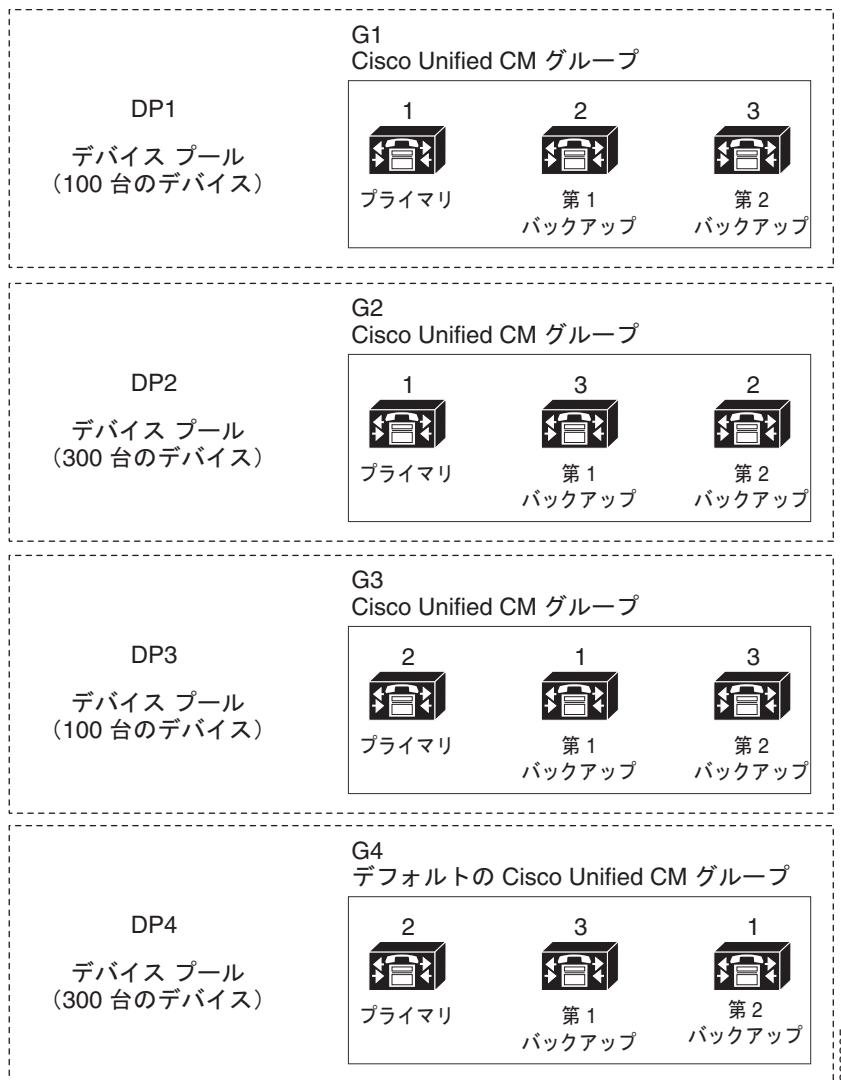 G1
Cisco Unified CM グループ
DP1
デバイス プール
（100 台のデバイス）
1 2 3
プライマリ 第 1 第 2
バックアップ バックアップ
G2
Cisco Unified CM グループ
DP2
デバイス プール
（300 台のデバイス）
1 3 2
プライマリ 第 1 第 2
バックアップ バックアップ
G3
Cisco Unified CM グループ
DP3
デバイス プール
（100 台のデバイス）
2 1 3
プライマリ 第 1 第 2
バックアップ バックアップ
G4
デフォルトの Cisco Unified CM グループ
DP4
デバイス プール
（300 台のデバイス）
2 3 1
プライマリ 第 1 第 2
バックアップ バックアップ